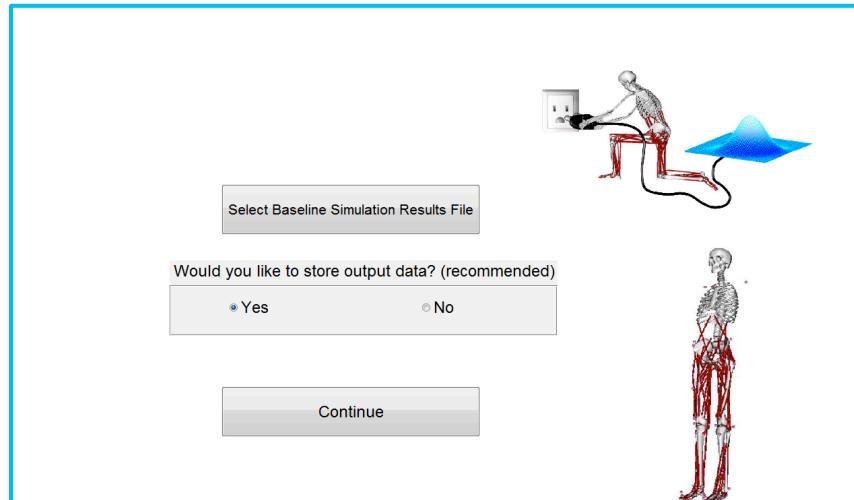 Select Baseline Simulation Results File
Would you like to store output data? (recommended)
Yes No
Continue